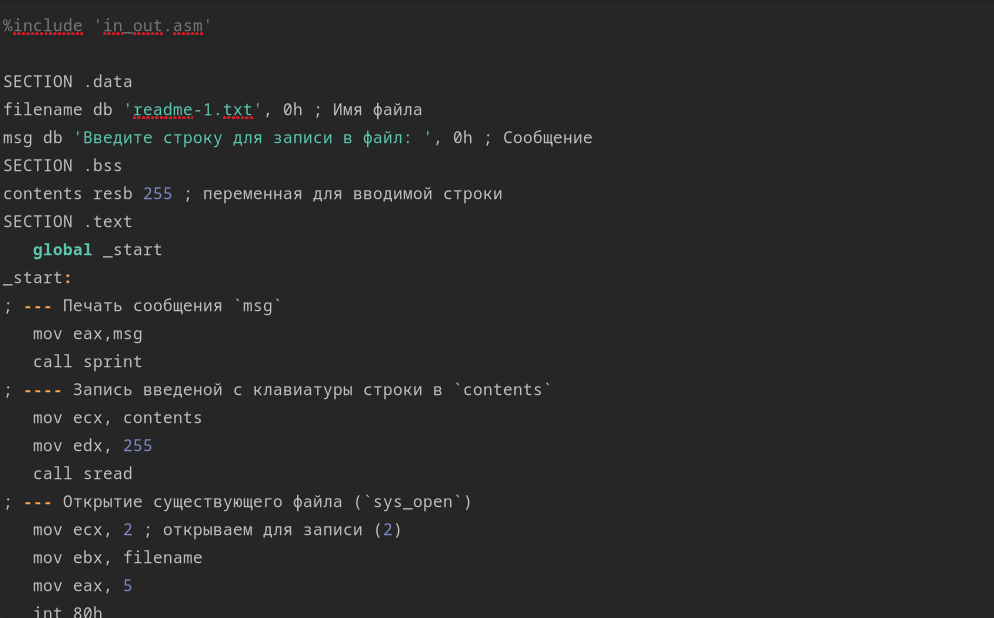 %include 'in_out.asm'
SECTION .data
filename db 'readme-1.txt', 0h ; Имя файла
msg db 'Введите строку для записи в файл: ', 0h ; Сообщение
SECTION .bss
contents resb 255 ; переменная для вводимой строки
SECTION .text
global _start
_start:
; --- Печать сообщения `msg`
mov eax,msg
call sprint
; ---- Запись введеной с клавиатуры строки в `contents`
mov ecx, contents
mov edx, 255
call sread
; --- Открытие существующего файла (`sys_open`)
mov ecx, 2 ; открываем для записи (2)
mov ebx, filename
mov eax, 5
int 80h